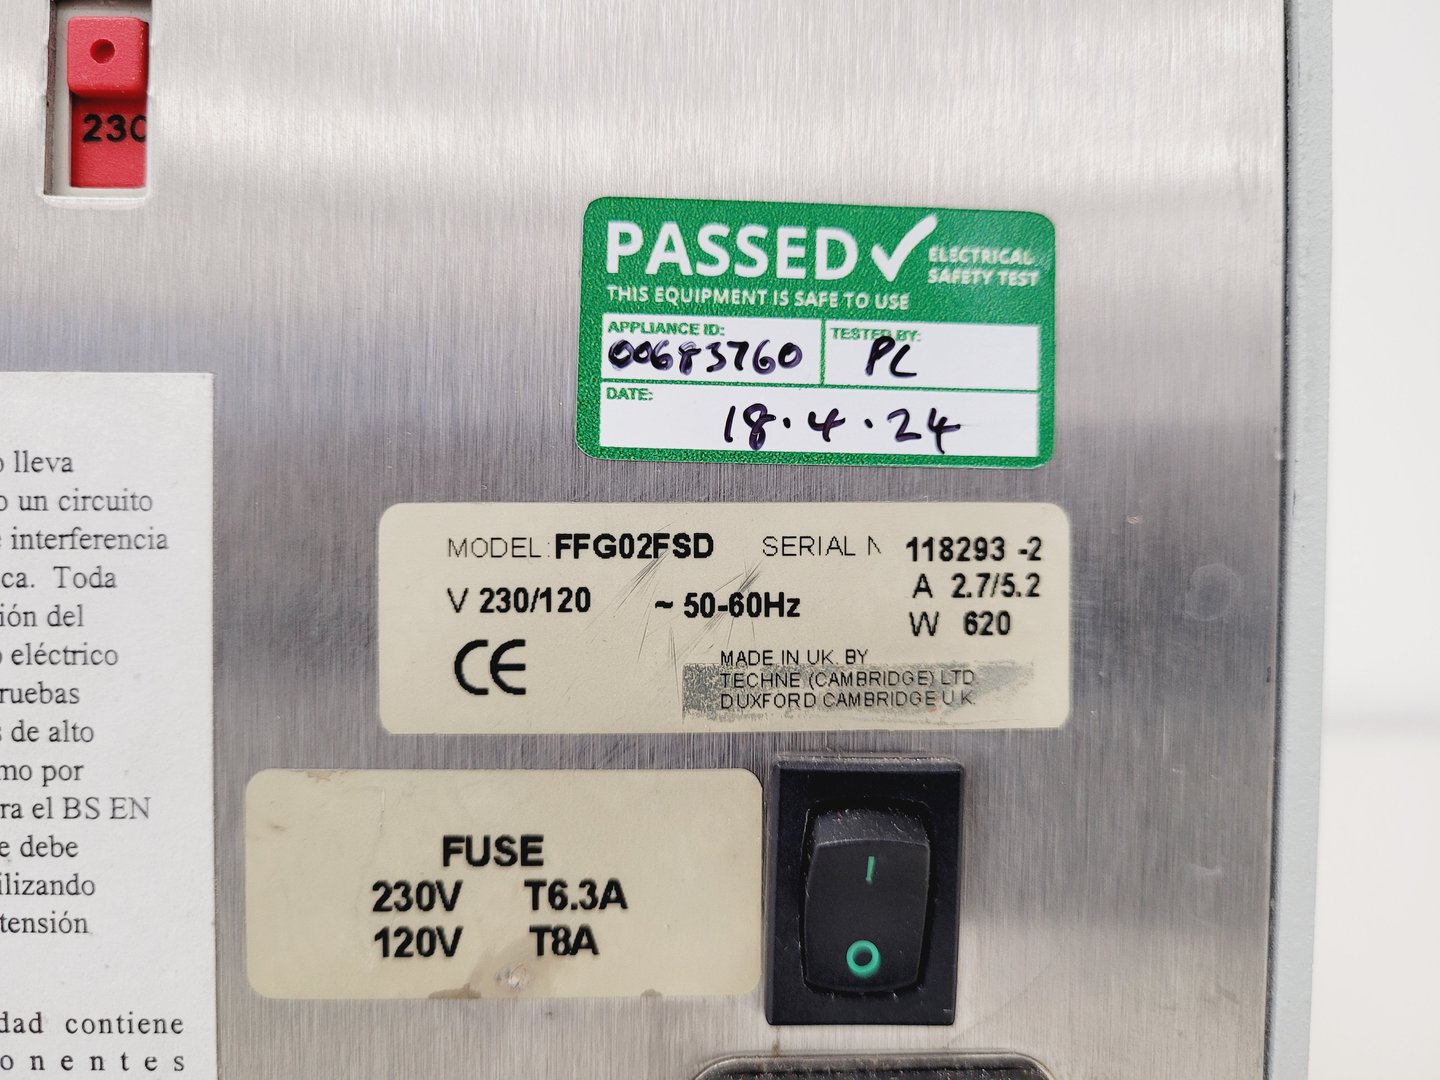 230
PASSED
ELECTRICAL
SAFETY TEST
THIS EQUIPMENT IS SAFE TO USE
APPLIANCE ID:
00683760
TESTED BY:
PL
DATE:
18.4.24
lleva
un circuito
interferencia
ca. Toda
ión del
eléctrico
ruebas
de alto
mo por
ra el BS EN
e debe
ilizando
tensión
dad contiene
onentes
MODEL: FFG02FSD SERIAL N 118293 -2
V 230/120 ~ 50-60Hz A 2.7/5.2
W 620
CE
MADE IN UK. BY
TECHNE (CAMBRIDGE) LTD
DUXFORD CAMBRIDGE U.K.
FUSE
230V T6.3A
120V T8A
I
O